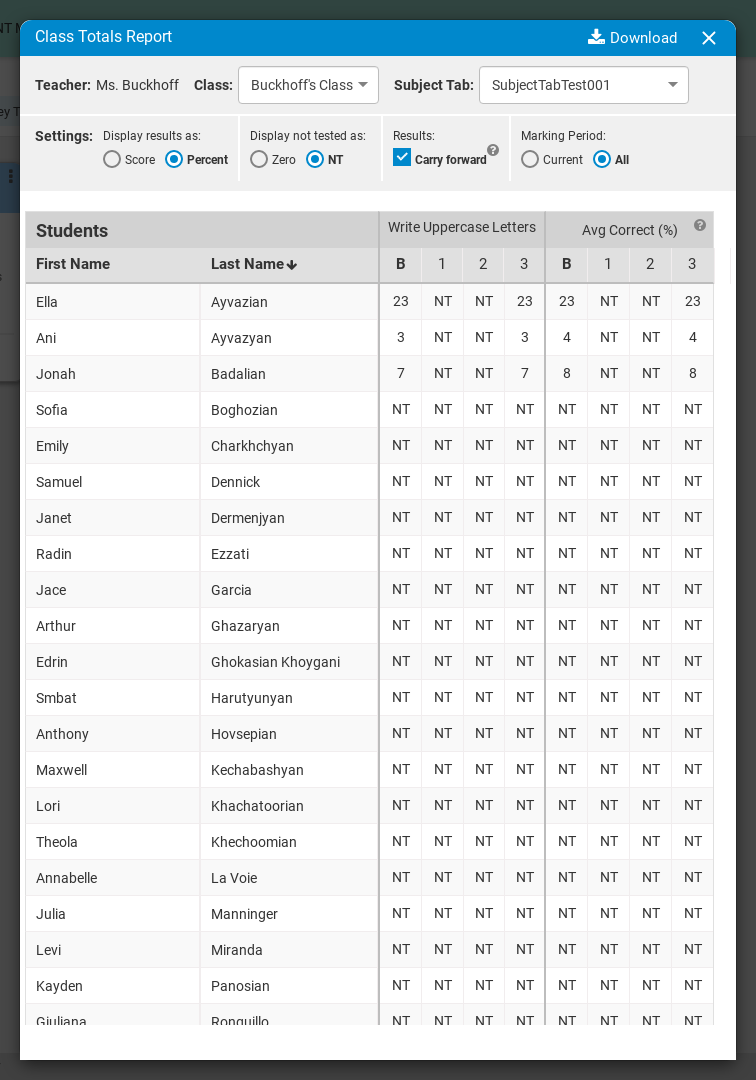 Class Totals Report Download
Teacher: Ms. Buckhoff Class: Buckhoff's Class Subject Tab: SubjectTabTest001
Settings: Display results as: Display not tested as: Results: Marking Period:
Score Percent Zero NT Carry forward Current All
Students Write Uppercase Letters Avg Correct (%)
First Name Last Name B 1 2 3 B 1 2 3
Ella Ayvazian 23 NT NT 23 23 NT NT 23
Ani Ayvazyan 3 NT NT 3 4 NT NT 4
Jonah Badalian 7 NT NT 7 8 NT NT 8
Sofia Boghozian NT NT NT NT NT NT NT NT
Emily Charkhchyan NT NT NT NT NT NT NT NT
Samuel Dennick NT NT NT NT NT NT NT NT
Janet Dermenjyan NT NT NT NT NT NT NT NT
Radin Ezzati NT NT NT NT NT NT NT NT
Jace Garcia NT NT NT NT NT NT NT NT
Arthur Ghazaryan NT NT NT NT NT NT NT NT
Edrin Ghokasian Khoygani NT NT NT NT NT NT NT NT
Smbat Harutyunyan NT NT NT NT NT NT NT NT
Anthony Hovsepian NT NT NT NT NT NT NT NT
Maxwell Kechabashyan NT NT NT NT NT NT NT NT
Lori Khachatoorian NT NT NT NT NT NT NT NT
Theola Khechoomian NT NT NT NT NT NT NT NT
Annabelle La Voie NT NT NT NT NT NT NT NT
Julia Manninger NT NT NT NT NT NT NT NT
Levi Miranda NT NT NT NT NT NT NT NT
Kayden Panosian NT NT NT NT NT NT NT NT
Giuliana Ronquillo NT NT NT NT NT NT NT NT